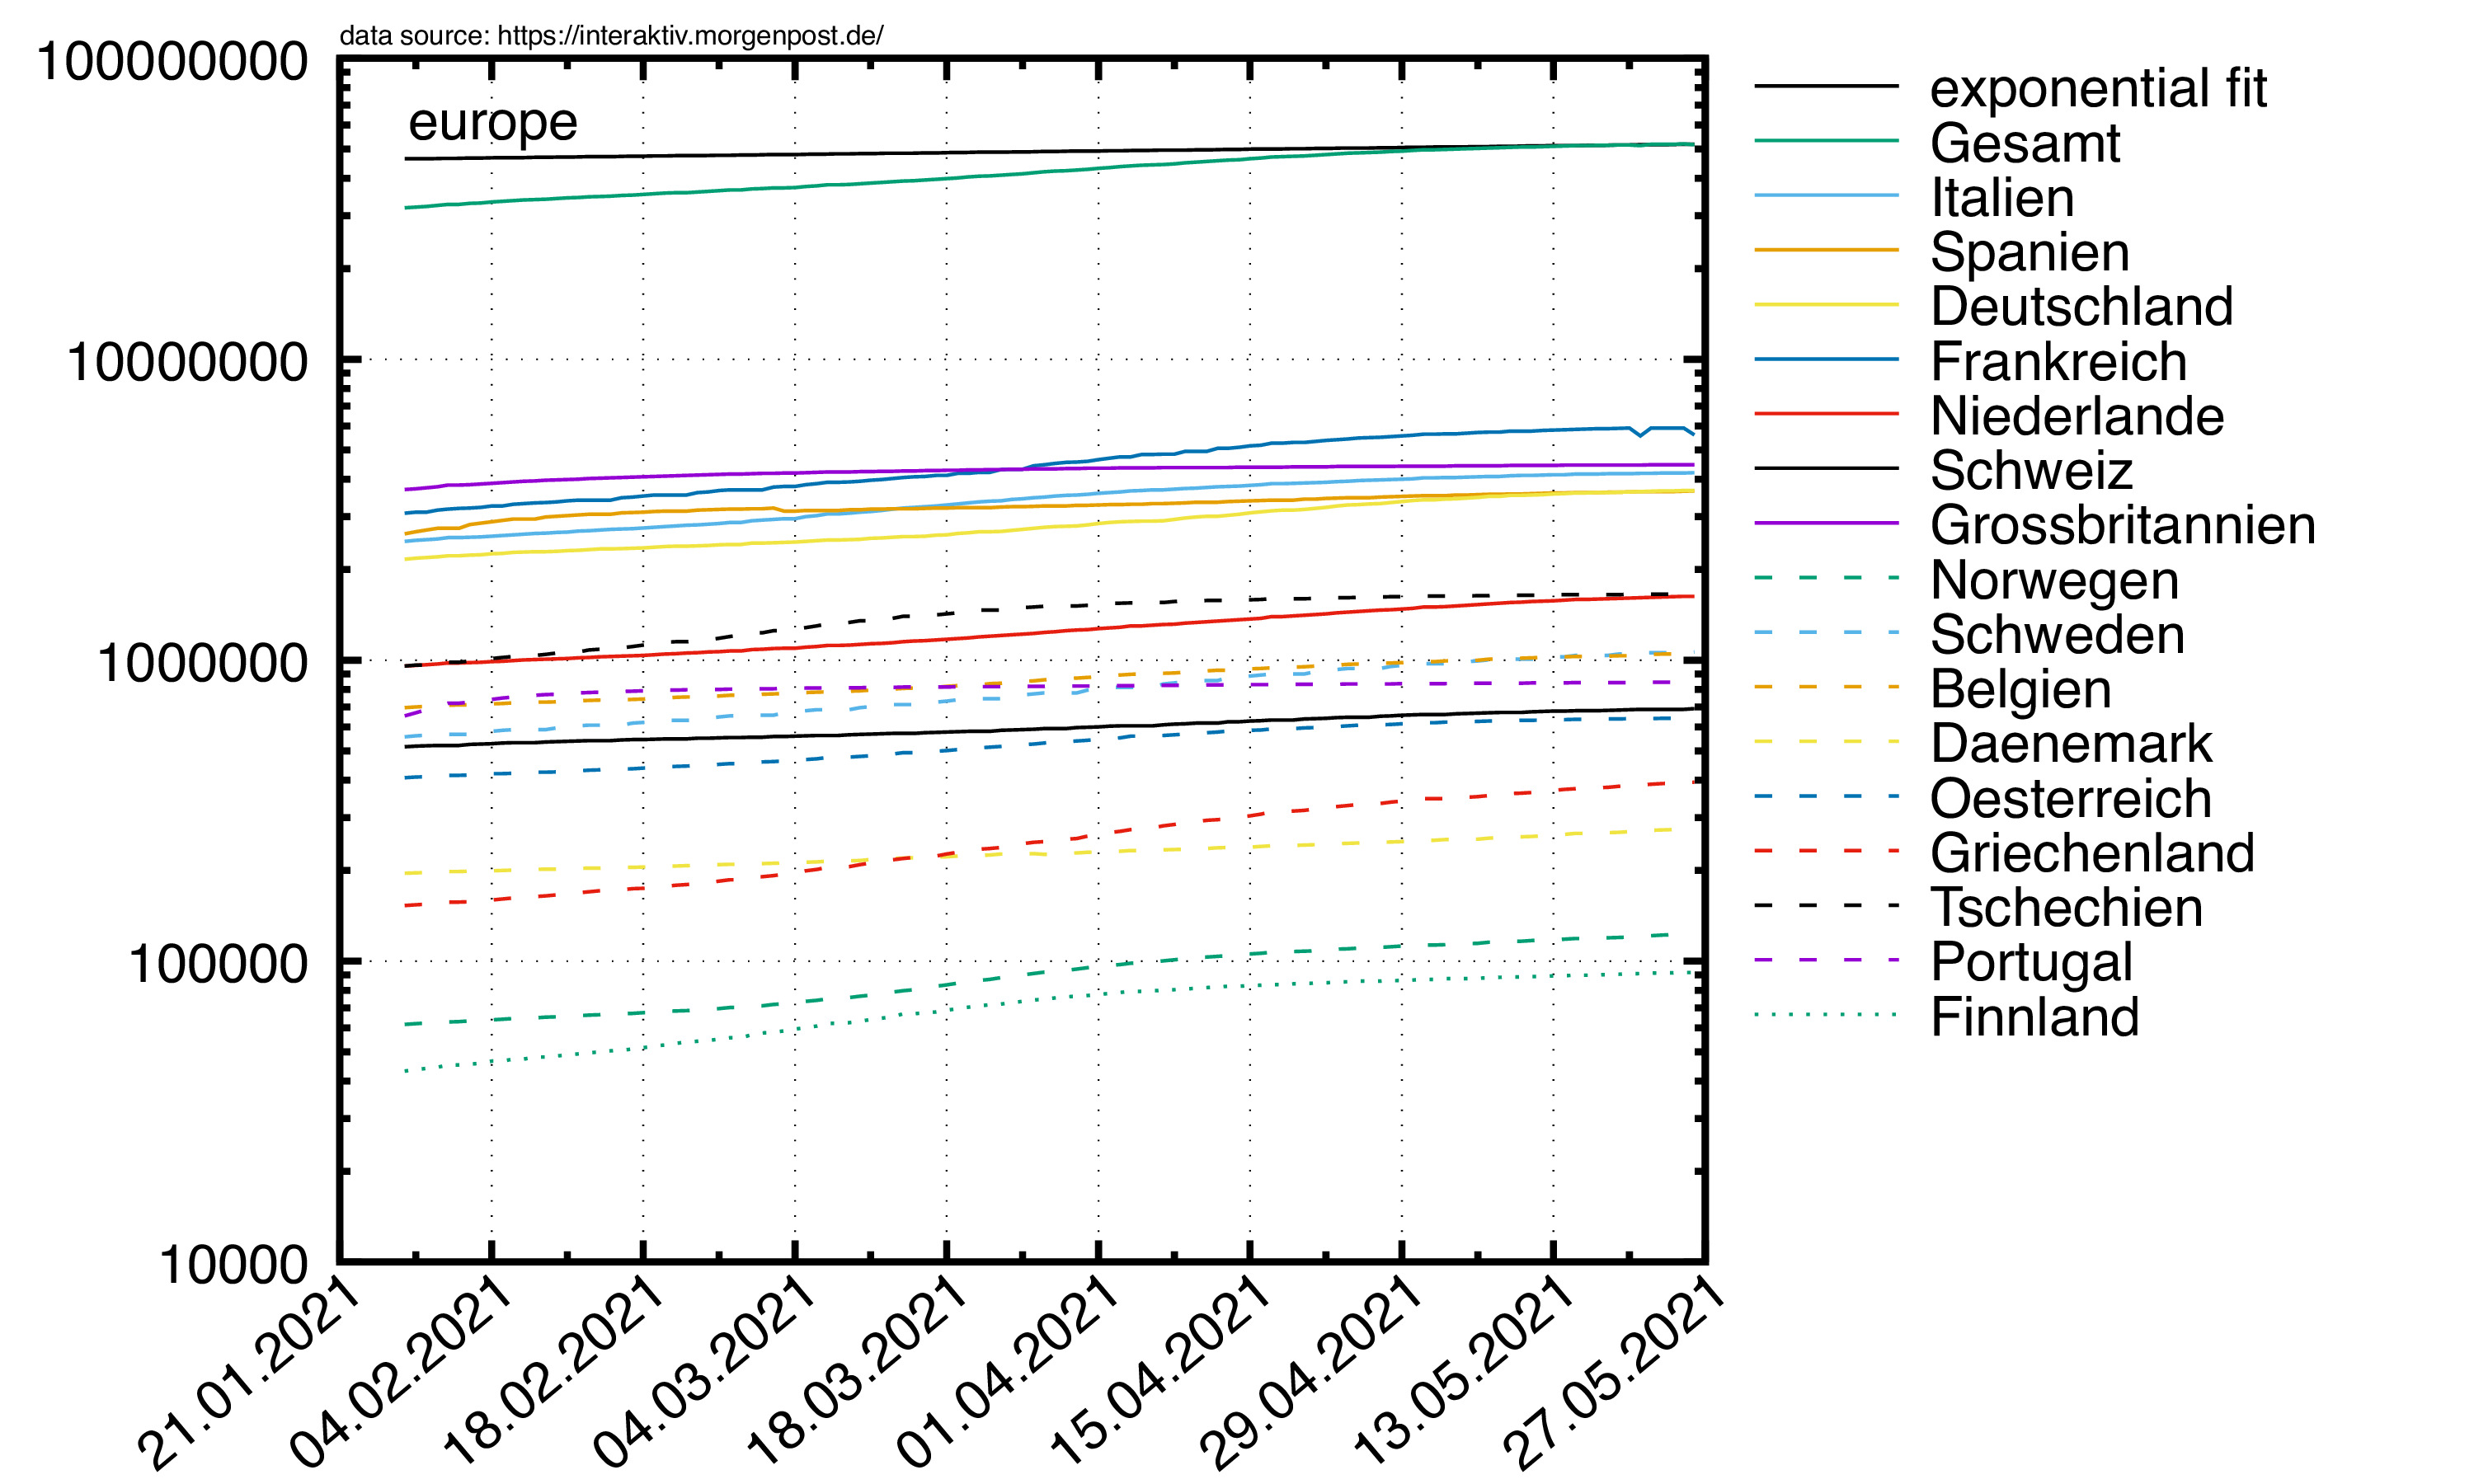 data source: https://interaktiv.morgenpost.de/
100000000
10000000
1000000
100000
10000
europe
exponential fit
Gesamt
Italien
Spanien
Deutschland
Frankreich
Niederlande
Schweiz
Grossbritannien
Norwegen
Schweden
Belgien
Daenemark
Oesterreich
Griechenland
Tschechien
Portugal
Finnland
21.01.2021
04.02.2021
18.02.2021
04.03.2021
18.03.2021
01.04.2021
15.04.2021
29.04.2021
13.05.2021
27.05.2021